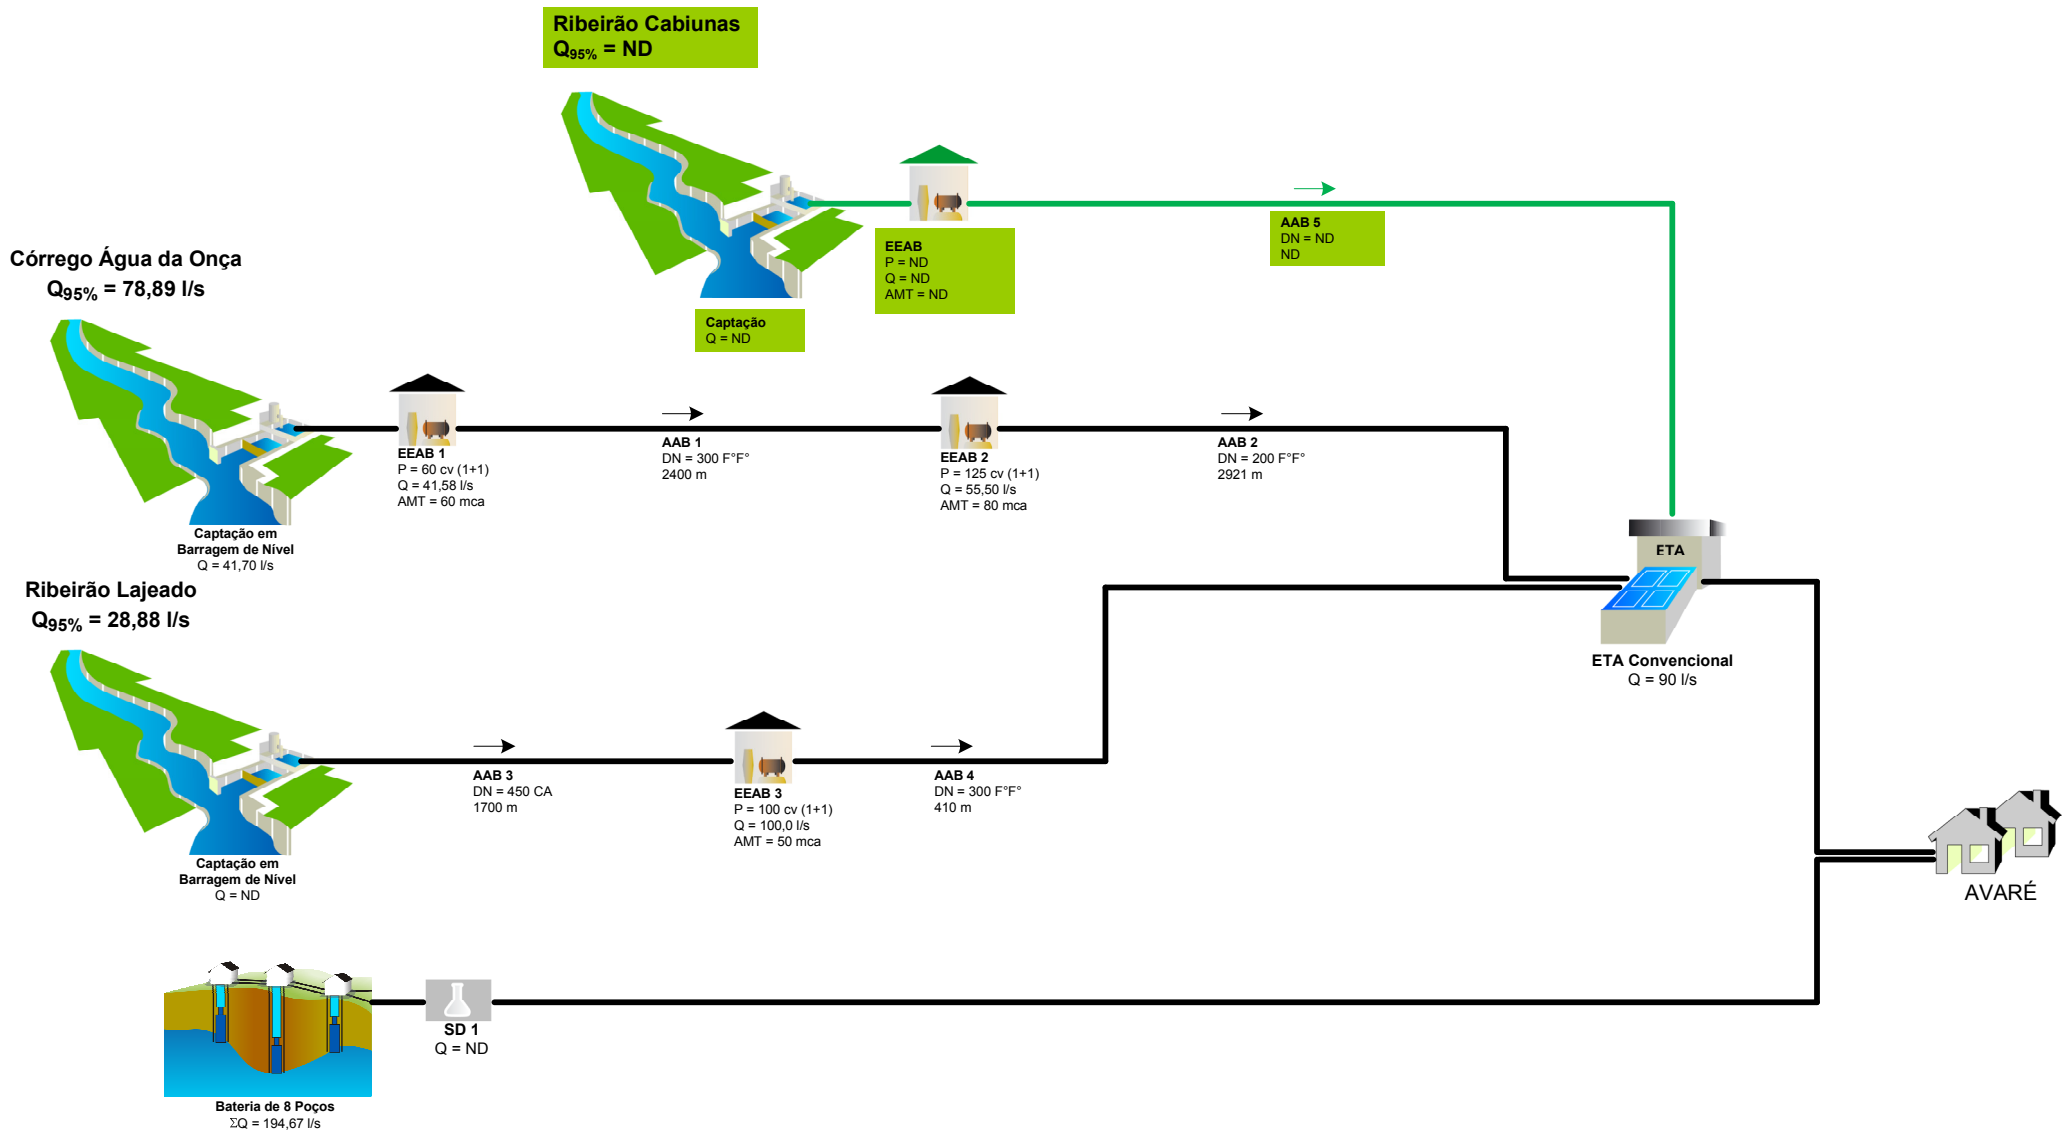 Ribeirão Cabiunas
Q95% = ND
EEAB
P = ND
Q = ND
AMT = ND
AAB 5
DN = ND
ND
Captação
Q = ND
Córrego Água da Onça
Q95% = 78,89 l/s
EEAB 1
P = 60 cv (1+1)
Q = 41,58 l/s
AMT = 60 mca
AAB 1
DN = 300 F°F°
2400 m
EEAB 2
P = 125 cv (1+1)
Q = 55,50 l/s
AMT = 80 mca
AAB 2
DN = 200 F°F°
2921 m
Captação em
Barragem de Nível
Q = 41,70 l/s
ETA
ETA Convencional
Q = 90 l/s
Ribeirão Lajeado
Q95% = 28,88 l/s
AAB 3
DN = 450 CA
1700 m
EEAB 3
P = 100 cv (1+1)
Q = 100,0 l/s
AMT = 50 mca
AAB 4
DN = 300 F°F°
410 m
Captação em
Barragem de Nível
Q = ND
AVARÉ
SD 1
Q = ND
Bateria de 8 Poços
ΣQ = 194,67 l/s